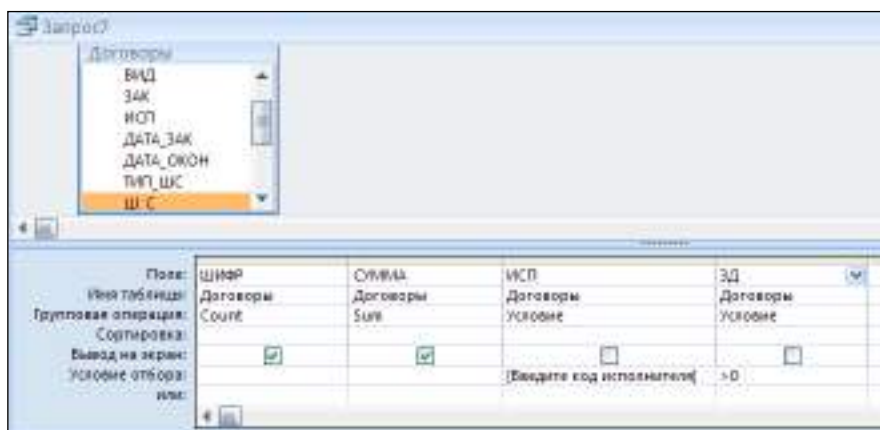 Запрос7
Договоры
ВИД
ЗАК
ИСП
ДАТА_ЗАК
ДАТА_ОКОН
ТИП_ШС
Ш_С
Поле: ШИФР СУММА ИСП ЗД
Имя таблицы: Договоры Договоры Договоры Договоры
Групповая операция: Count Sum Условие Условие
Сортировка:
Вывод на экран:
Условие отбора: [Введите код исполнителя] >0
или: